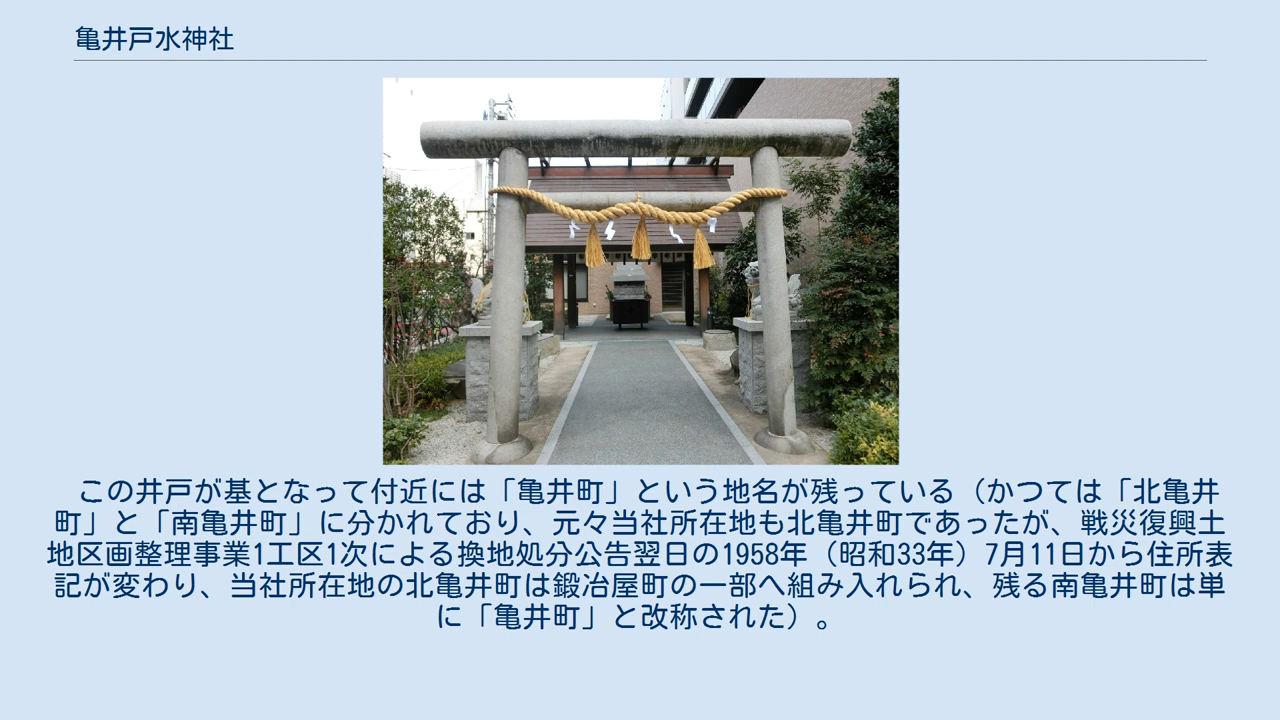 亀井戸水神社
この井戸が基となって付近には「亀井町」という地名が残っている（かつては「北亀井
町」と「南亀井町」に分かれており、元々当社所在地も北亀井町であったが、戦災復興土
地区画整理事業1工区1次による換地処分公告翌日の1958年（昭和33年）7月11日から住所表
記が変わり、当社所在地の北亀井町は鍛冶屋町の一部へ組み入れられ、残る南亀井町は単
に「亀井町」と改称された）。